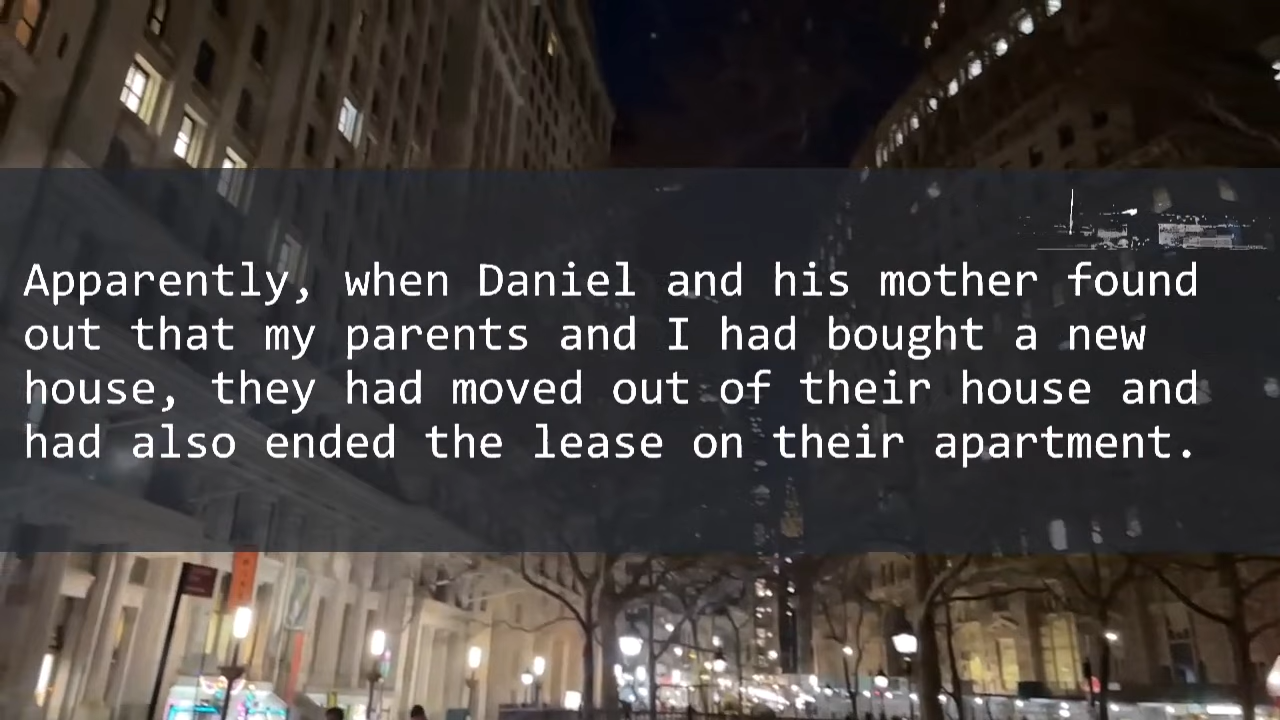 Apparently, when Daniel and his mother found
out that my parents and I had bought a new
house, they had moved out of their house and
had also ended the lease on their apartment.